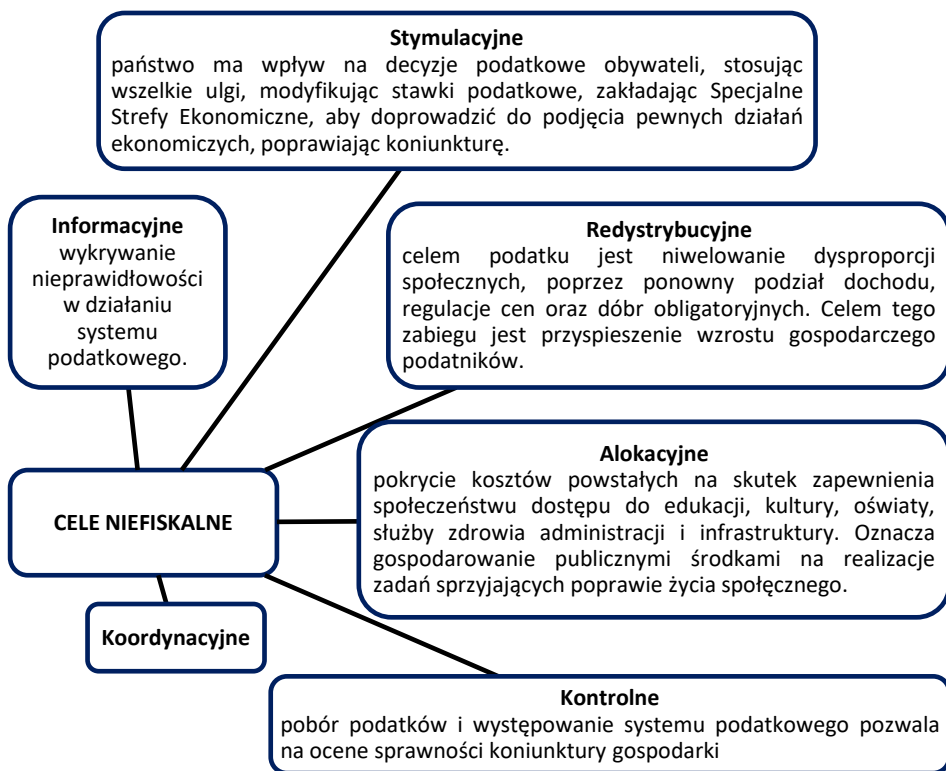 Stymulacyjne
państwo ma wpływ na decyzje podatkowe obywateli, stosując
wszelkie ulgi, modyfikując stawki podatkowe, zakładając Specjalne
Strefy Ekonomiczne, aby doprowadzić do podjęcia pewnych działań
ekonomiczych, poprawiając koniunkturę.
Informacyjne
wykrywanie
nieprawidłowości
w działaniu
systemu
podatkowego.
Redystrybucyjne
celem podatku jest niwelowanie dysproporcji
społecznych, poprzez ponowny podział dochodu,
regulacje cen oraz dóbr obligatoryjnych. Celem tego
zabiegu jest przyspieszenie wzrostu gospodarczego
podatników.
CELE NIEFISKALNE
Alokacyjne
pokrycie kosztów powstałych na skutek zapewnienia
społeczeństwu dostępu do edukacji, kultury, oświaty,
służby zdrowia administracji i infrastruktury. Oznacza
gospodarowanie publicznymi środkami na realizacje
zadań sprzyjających poprawie życia społęcznego.
Koordynacyjne
Kontrolne
pobór podatków i występowanie systemu podatkowego pozwala
na ocene sprawności koniunktury gospodarki